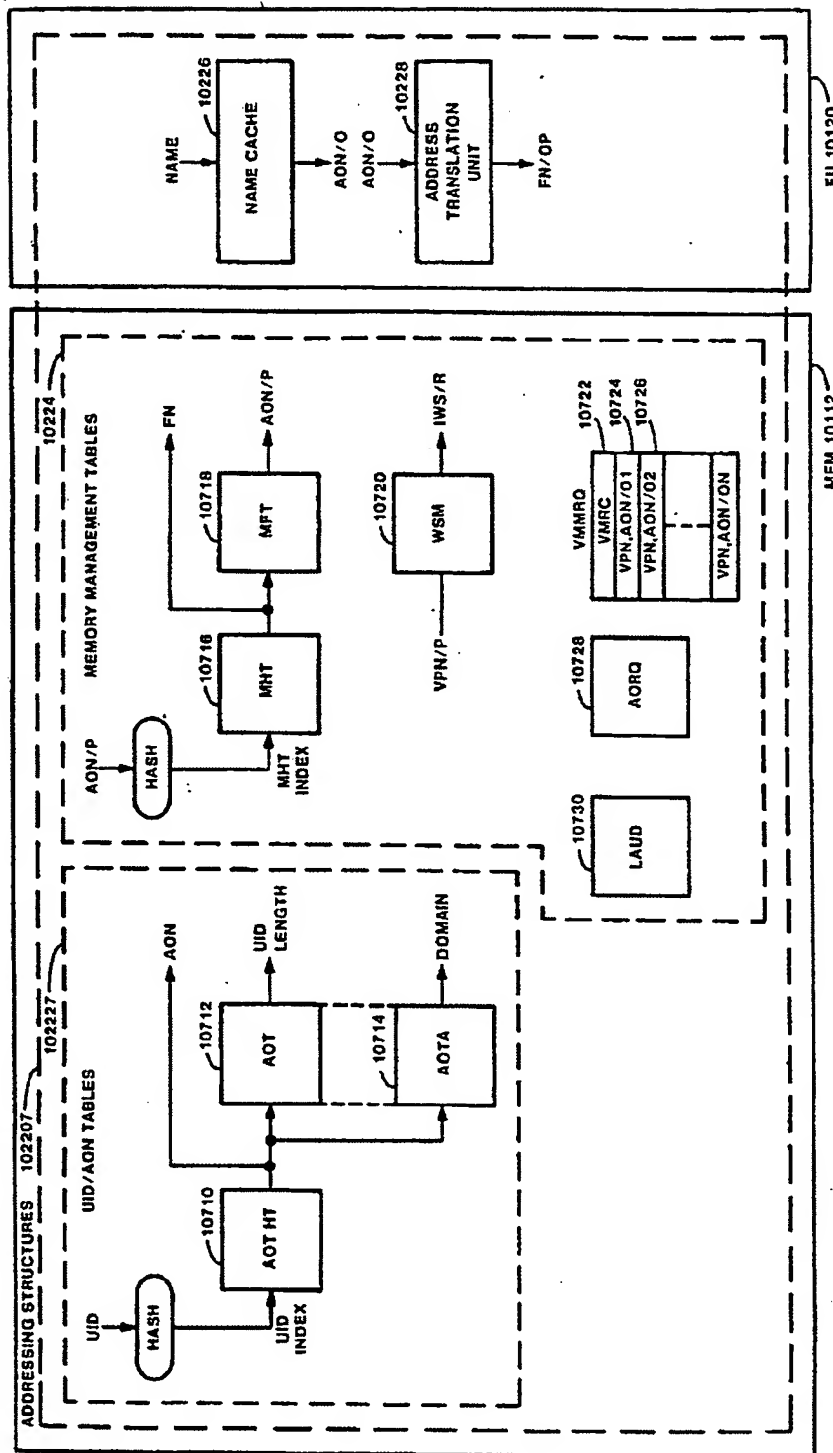 ADDRESSING STRUCTURES 102207
102227
UID/AON TABLES
UID
HASH
UID
INDEX
10710
AOT HT
AON
10712
AOT
UID
LENGTH
10714
AOTA
DOMAIN
10224
MEMORY MANAGEMENT TABLES
AON/P
HASH
MHT
INDEX
10716
MHT
FN
10718
MFT
AON/P
VPN/P
10720
WSM
IWS/R
10730
LAUD
10728
AORQ
VMMRQ
VMRC
10722
VPN,AON/O1
10724
VPN,AON/O2
10726
VPN,AON/ON
MEM 10112
NAME
10226
NAME CACHE
AON/O
AON/O
10228
ADDRESS
TRANSLATION
UNIT
FN/OP
FU 10120